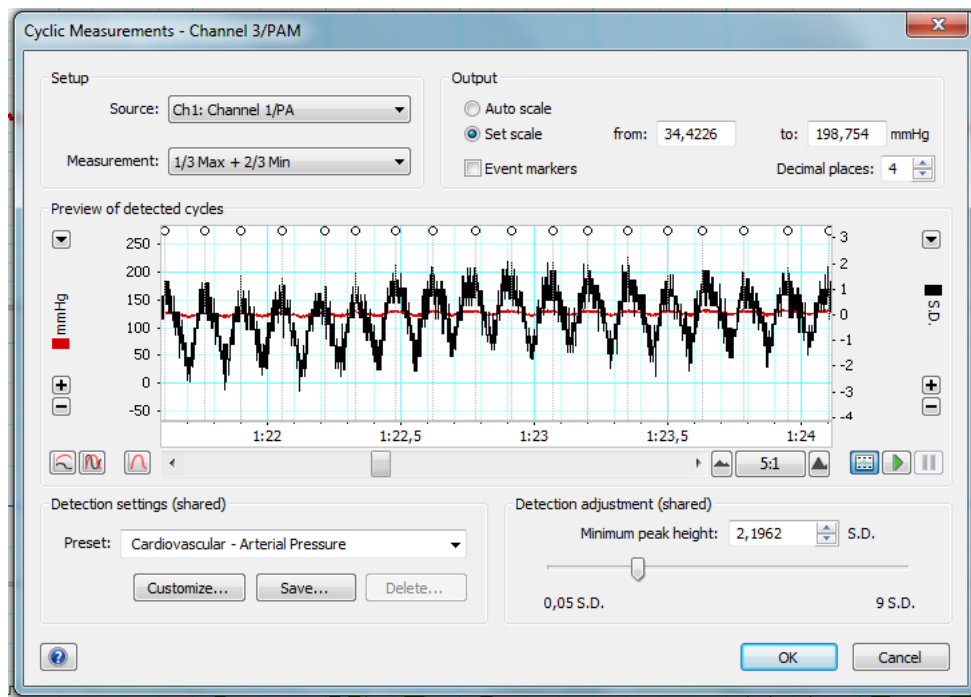 Cyclic Measurements - Channel 3/PAM
Setup
Source: Ch1: Channel 1/PA
Measurement: 1/3 Max + 2/3 Min
Output
Auto scale
Set scale from: 34,4226 to: 198,754 mmHg
Event markers Decimal places: 4
Preview of detected cycles
250 3
200 2
150 1
100 0
50 -1
0 -2
-50 -3
-4
mmHg
S.D.
1:22 1:22,5 1:23 1:23,5 1:24
5:1
Detection settings (shared)
Preset: Cardiovascular - Arterial Pressure
Customize... Save... Delete...
Detection adjustment (shared)
Minimum peak height: 2,1962 S.D.
0,05 S.D. 9 S.D.
OK Cancel